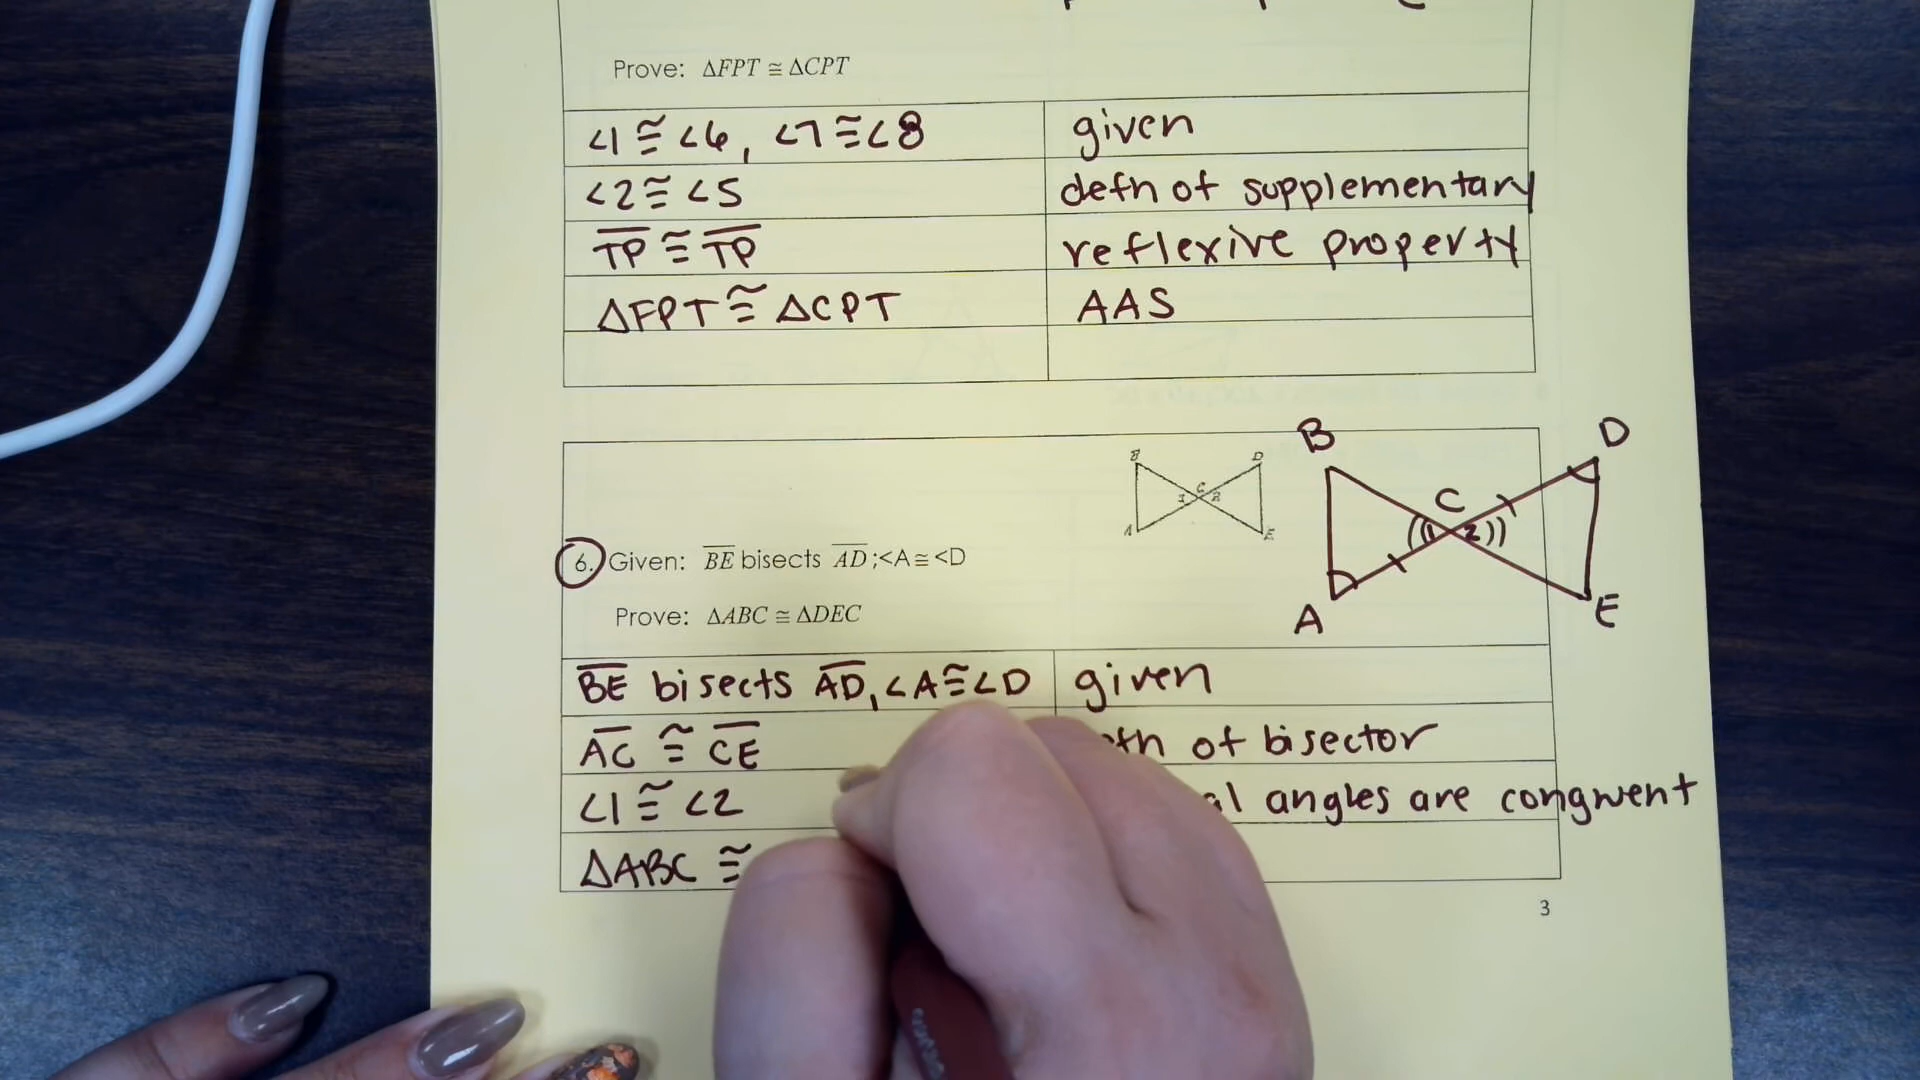 Prove: ΔFPT ≅ ΔCPT
<1 ≅ <6, <7 ≅ <8 given
<2 ≅ <5 defn of supplementary
TP ≅ TP reflexive property
ΔFPT ≅ ΔCPT AAS
B D
B D
C
C
1 2
1 2
A E
A E
6. Given: BE bisects AD ;<A ≅ <D
Prove: ΔABC ≅ ΔDEC
BE bisects AD, <A ≅ <D given
AC ≅ CE of bisector
<1 ≅ <2 angles are congruent
ΔABC ≅
3